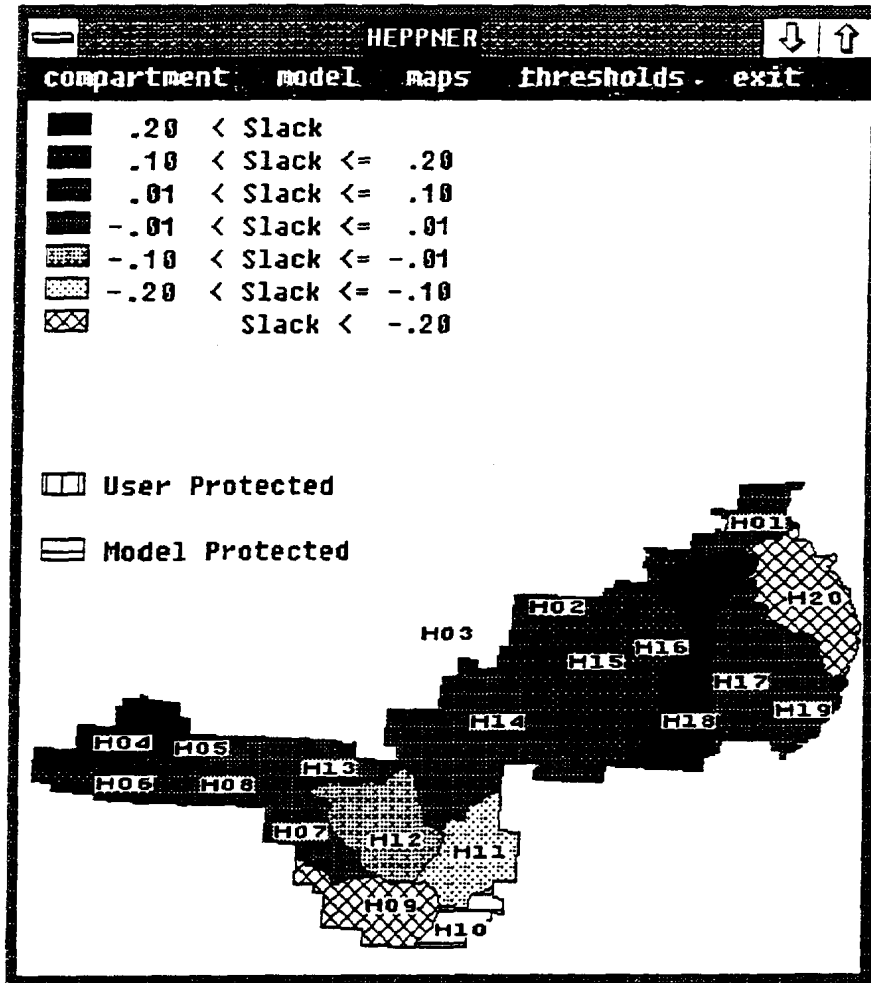 HEPPNER
compartment model maps thresholds. exit
.20 < Slack
.10 < Slack <= .20
.01 < Slack <= .10
-.01 < Slack <= .01
-.10 < Slack <= -.01
-.20 < Slack <= -.10
Slack < -.20
User Protected
Model Protected
H01
H20
H02
H03
H16
H15
H17
H19
H14
H18
H04
H05
H13
H06
H08
H07
H12
H11
H09
H10